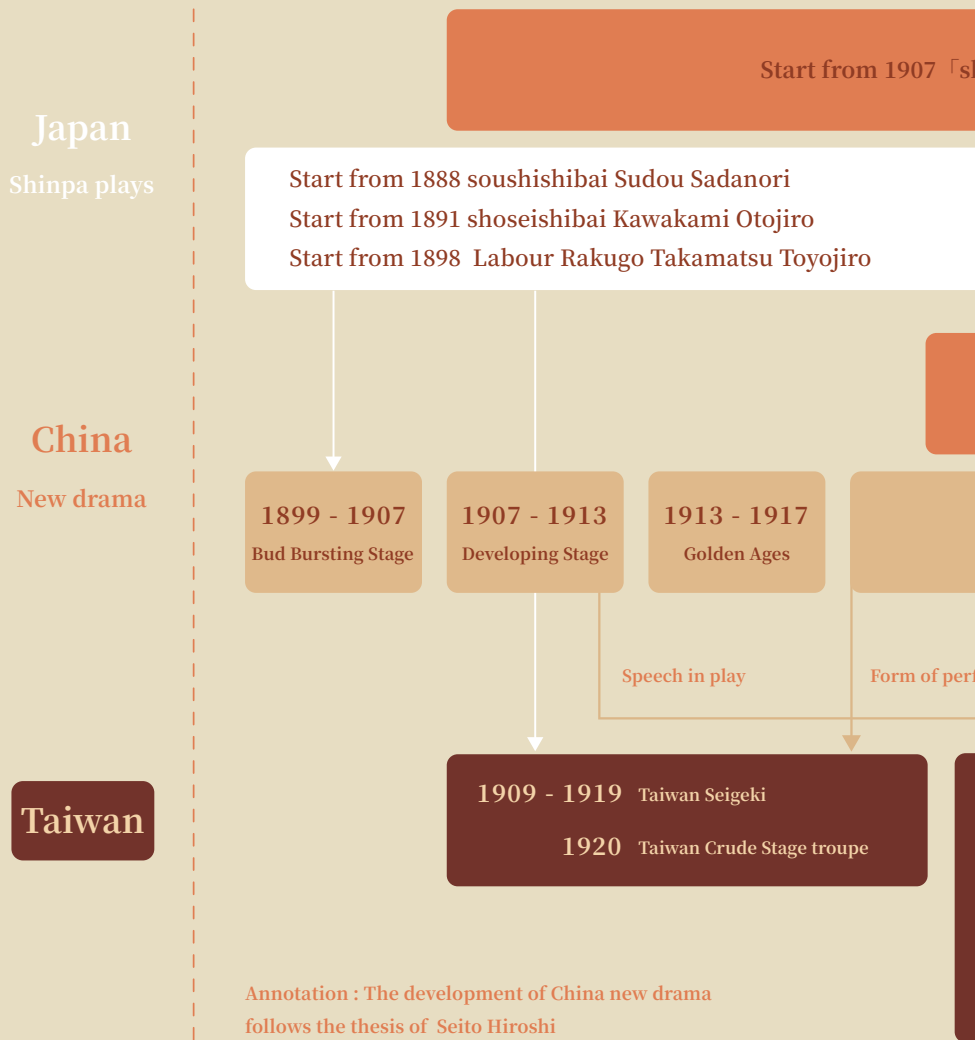 Start from 1907「
Japan
Shinpa plays
Start from 1888 soushishibai Sudou Sadanori
Start from 1891 shoseishibai Kawakami Otojiro
Start from 1898 Labour Rakugo Takamatsu Toyojiro
China
New drama
1899 - 1907
Bud Bursting Stage
1907 - 1913
Developing Stage
1913 - 1917
Golden Ages
Speech in play
Form of
Taiwan
1909 - 1919 Taiwan Seigeki
1920 Taiwan Crude Stage troupe
Annotation : The development of China new drama
follows the thesis of Seito Hiroshi